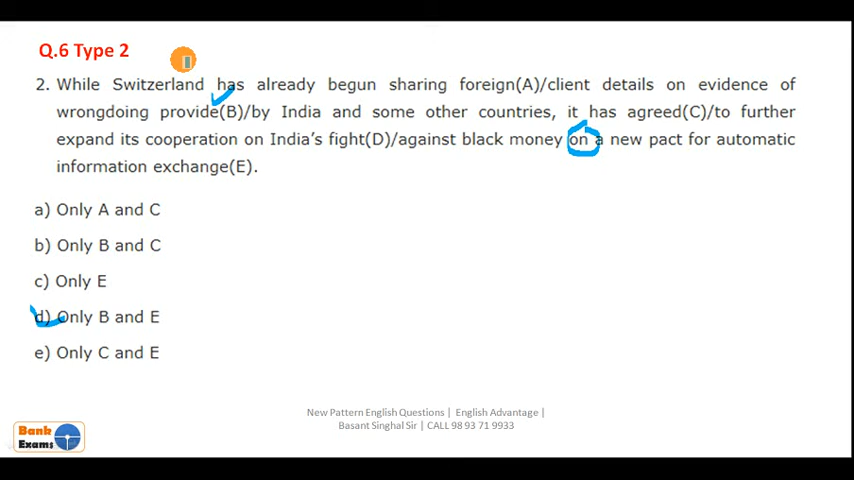 Q.6 Type 2
2. While Switzerland has already begun sharing foreign(A)/client details on evidence of
wrongdoing provide(B)/by India and some other countries, it has agreed(C)/to further
expand its cooperation on India's fight(D)/against black money on a new pact for automatic
information exchange(E).
a) Only A and C
b) Only B and C
c) Only E
d) Only B and E
e) Only C and E
New Pattern English Questions | English Advantage |
Basant Singhal Sir | CALL 98 93 71 9933
Bank
Exams